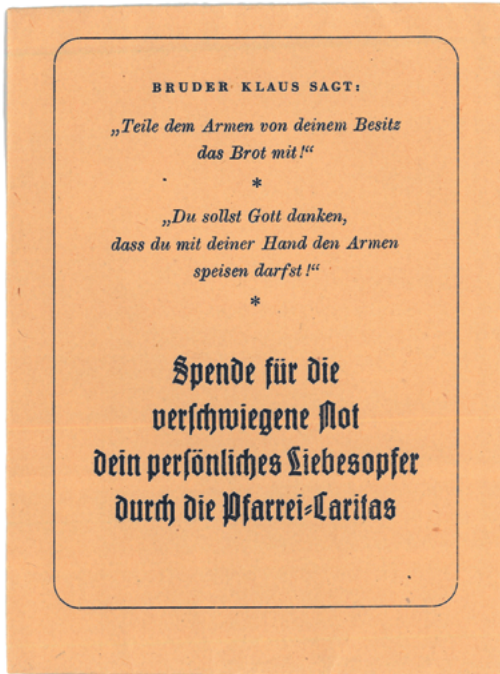 BRUDER KLAUS SAGT:
„Teile dem Armen von deinem Besitz
das Brot mit!“
*
„Du sollst Gott danken,
dass du mit deiner Hand den Armen
speisen darfst!“
*
Spende für die
verschwiegene Not
dein persönliches Liebesopfer
durch die Pfarrei-Caritas